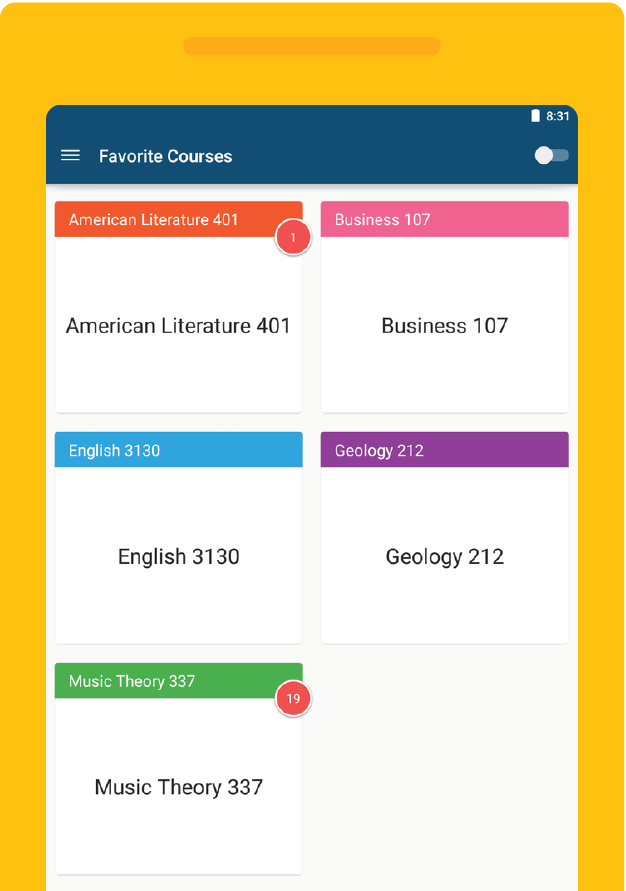 8:31
Favorite Courses
American Literature 401
1
American Literature 401
Business 107
Business 107
English 3130
English 3130
Geology 212
Geology 212
Music Theory 337
19
Music Theory 337